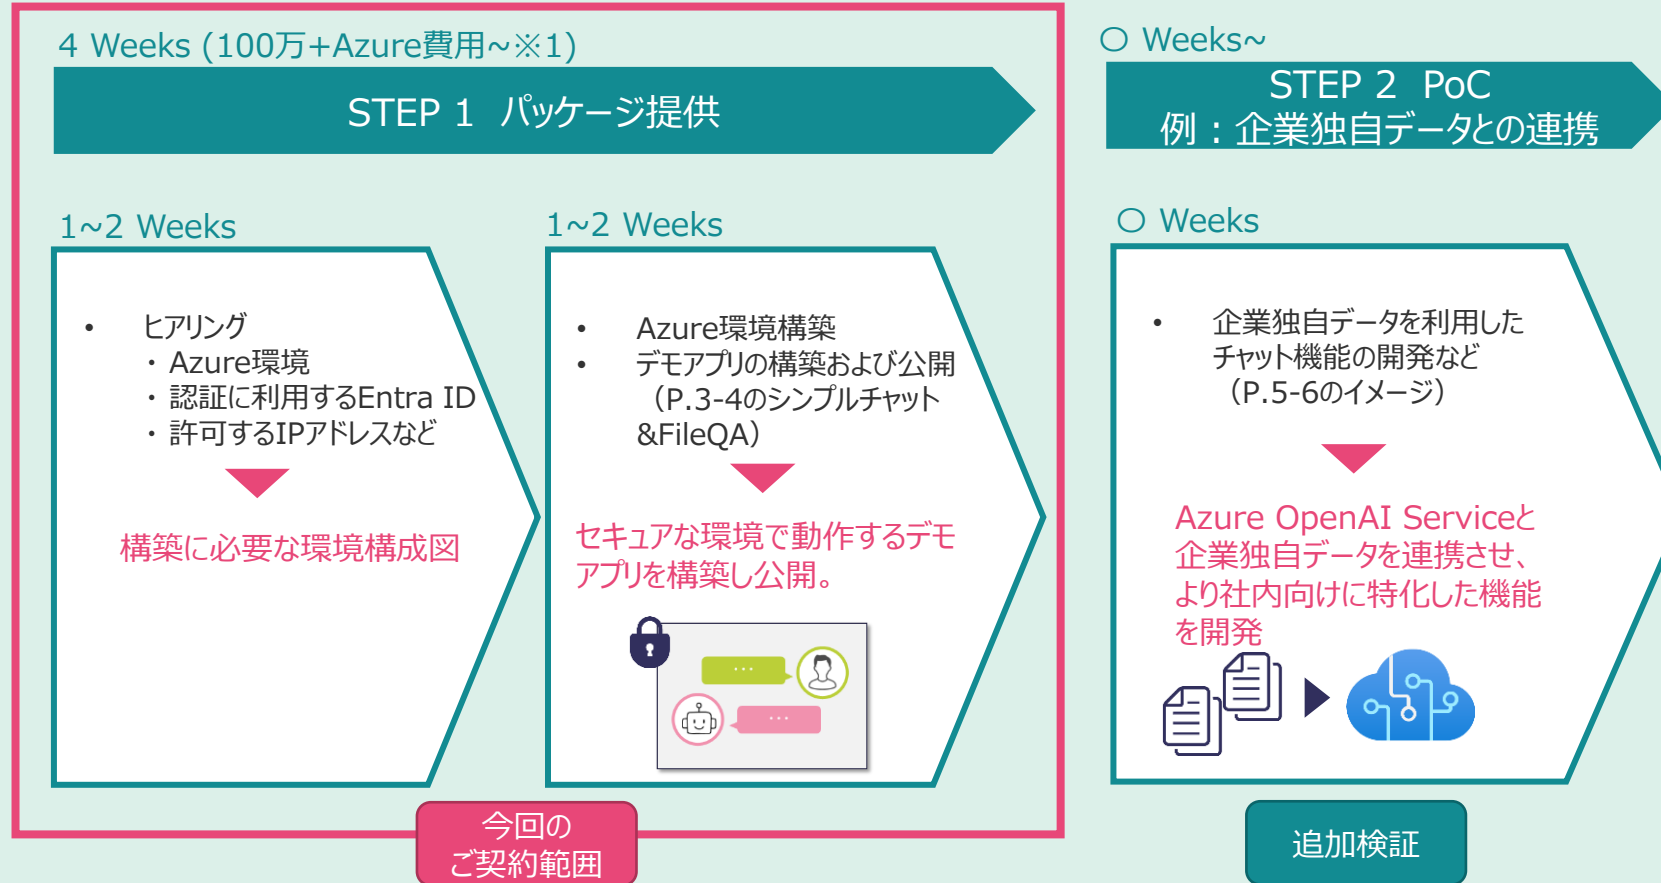 4 Weeks (100万+Azure費用~※1)
STEP 1 パッケージ提供
1~2 Weeks
• ヒアリング
・Azure環境
・認証に利用するEntra ID
・許可するIPアドレスなど
構築に必要な環境構成図
1~2 Weeks
• Azure環境構築
• デモアプリの構築および公開
（P.3-4のシンプルチャット
&FileQA）
セキュアな環境で動作するデモ
アプリを構築し公開。
...
...
今回の
ご契約範囲
〇 Weeks~
STEP 2 PoC
例：企業独自データとの連携
〇 Weeks
• 企業独自データを利用した
チャット機能の開発など
（P.5-6のイメージ）
Azure OpenAI Serviceと
企業独自データを連携させ、
より社内向けに特化した機能
を開発
追加検証